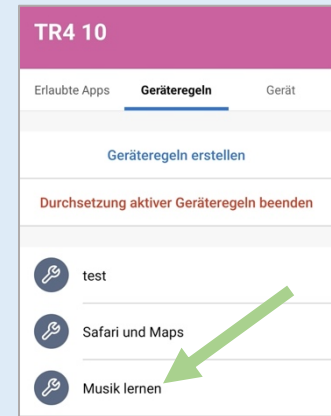 TR4 10
Erlaubte Apps Geräteregeln Gerät
Geräteregeln erstellen
Durchsetzung aktiver Geräteregeln beenden
test
Safari und Maps
Musik lernen